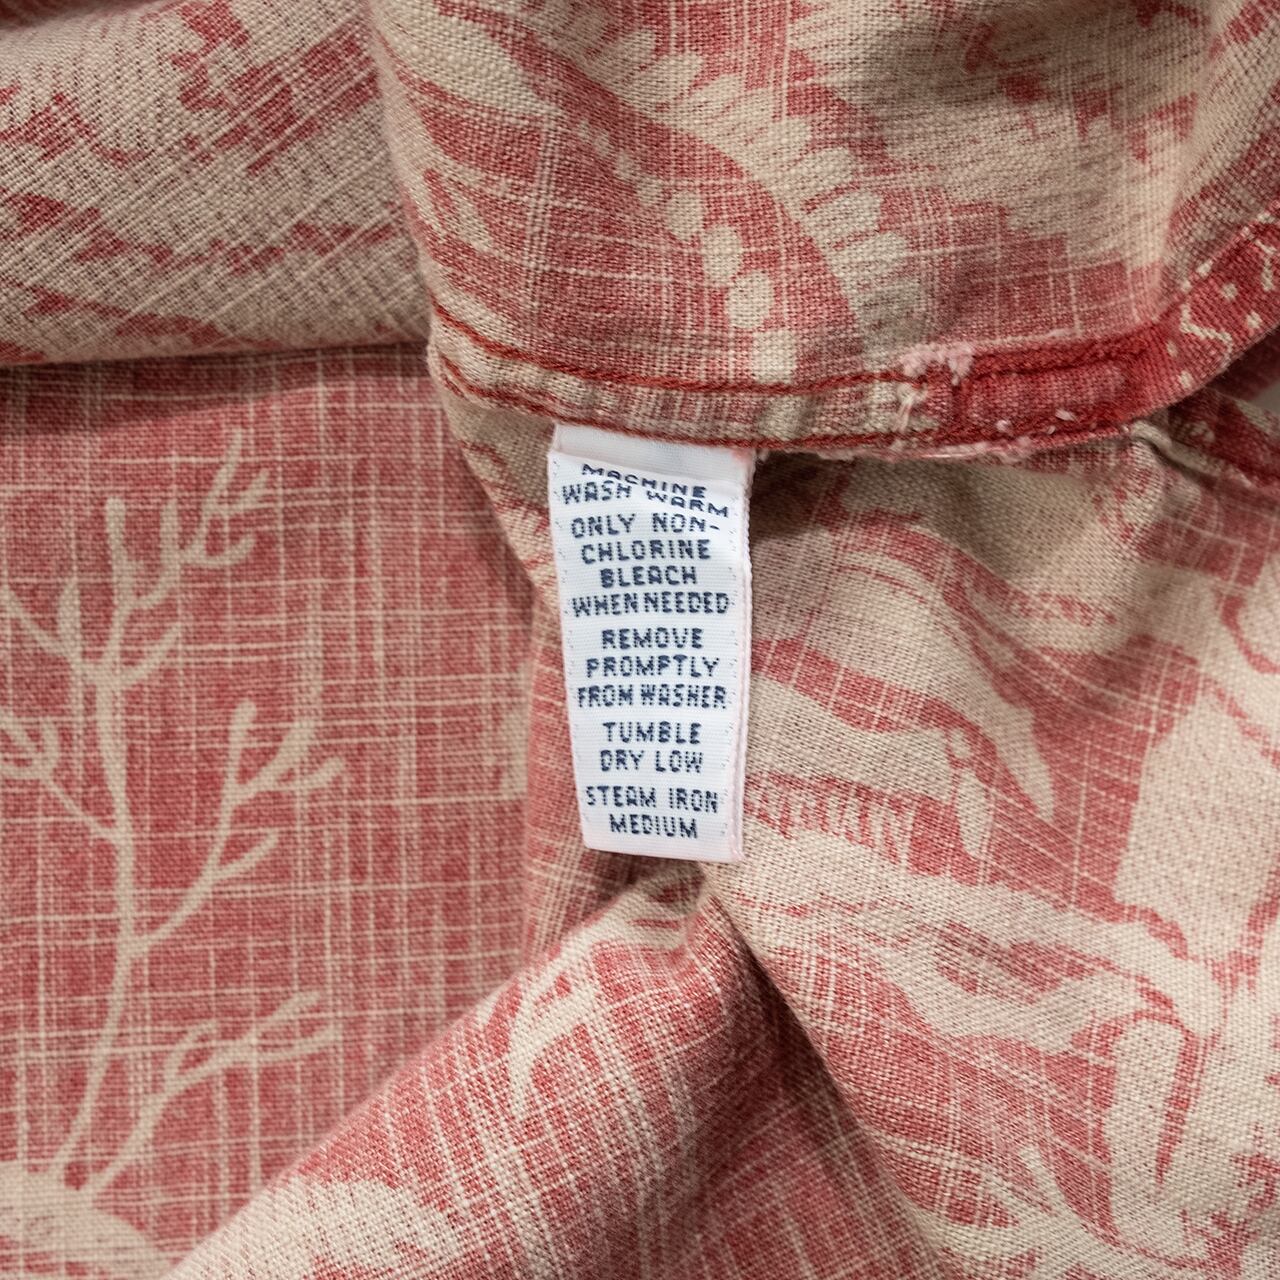 MACHINE
WASH WARM
ONLY NON-
CHLORINE
BLEACH
WHEN NEEDED
REMOVE
PROMPTLY
FROM WASHER
TUMBLE
DRY LOW
STEAM IRON
MEDIUM